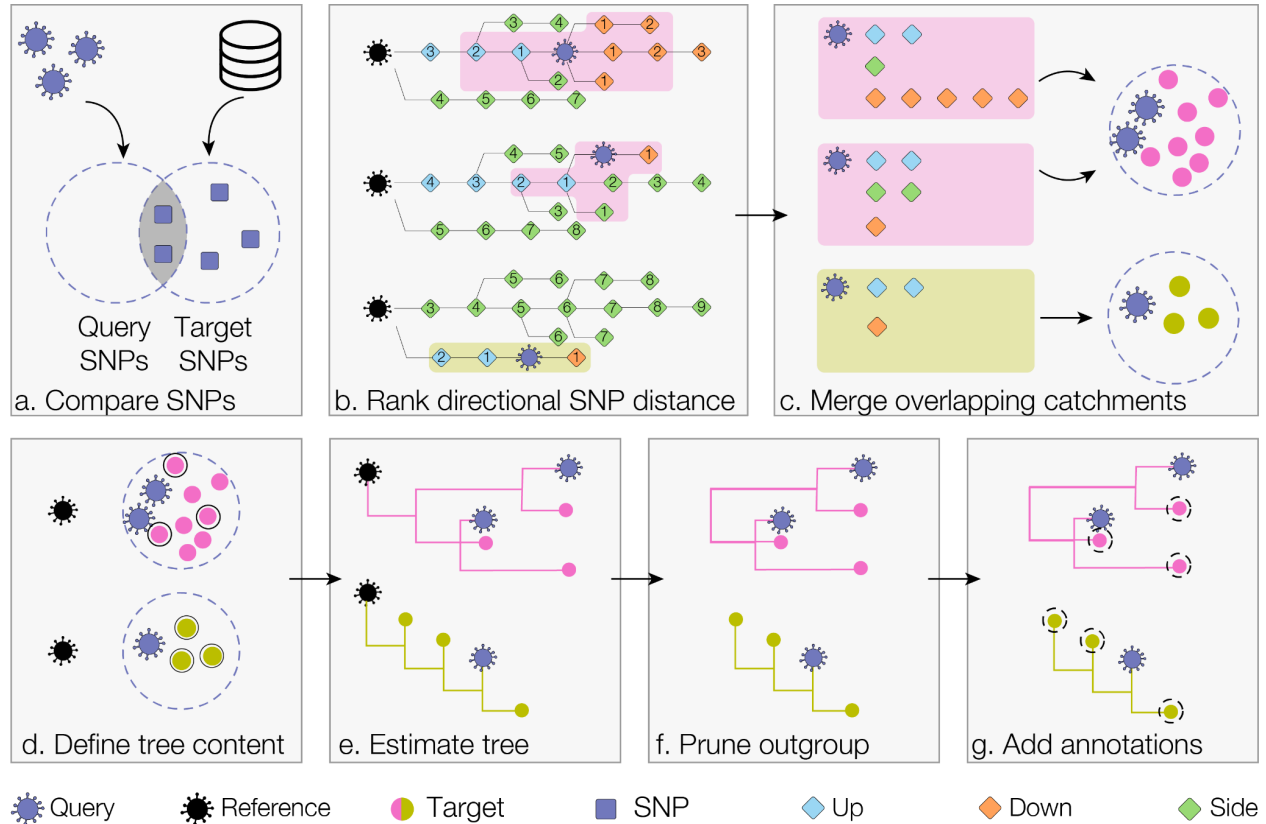 Query
SNPs
Target
SNPs
a. Compare SNPs
3 4 1 2
3 2 1 1 2 3
2 1
4 5 6 7
4 5 1
4 3 2 1 2 3 4
3 1
5 6 7 8
5 6 7 8
3 4 5 6 7 8 9
6 7
2 1 1
b. Rank directional SNP distance
c. Merge overlapping catchments
d. Define tree content
e. Estimate tree
f. Prune outgroup
g. Add annotations
Query
Reference
Target
SNP
Up
Down
Side